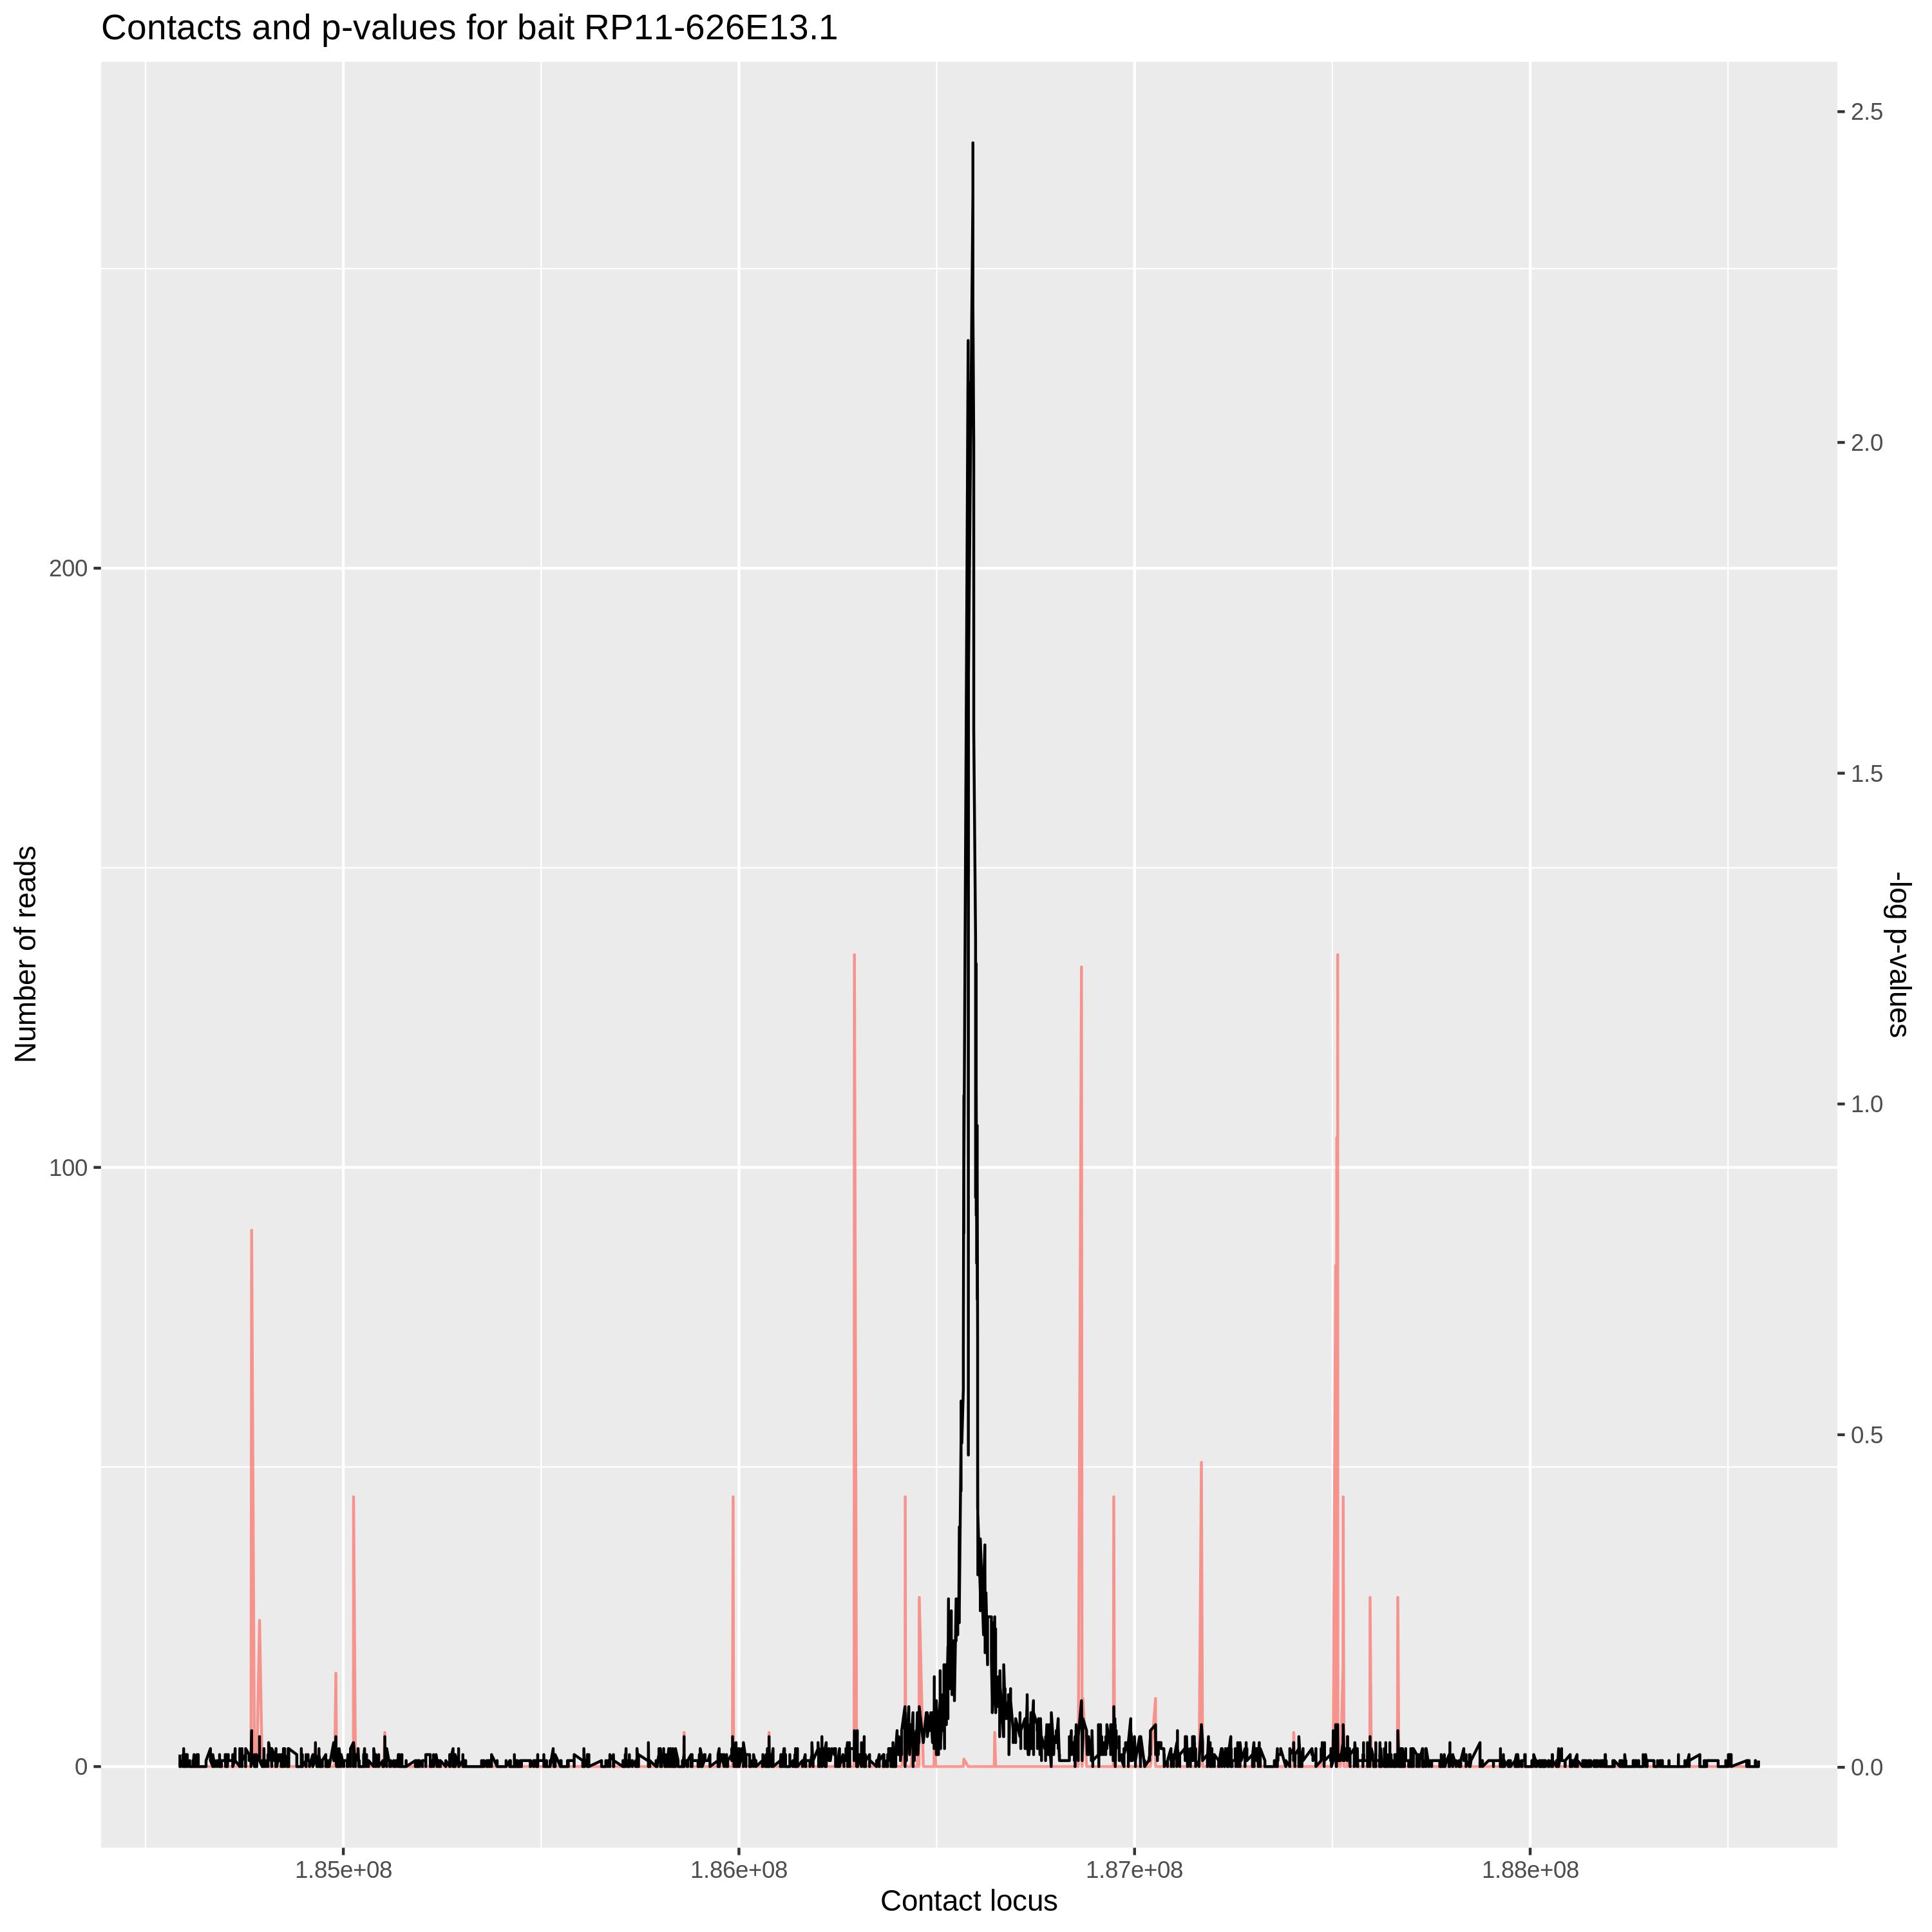 Contacts and p-values for bait RP11-626E13.1
2.5
2.0
200
1.5
Number of reads
-log p-values
1.0
100
0.5
0
0.0
1.85e+08
1.86e+08
1.87e+08
1.88e+08
Contact locus